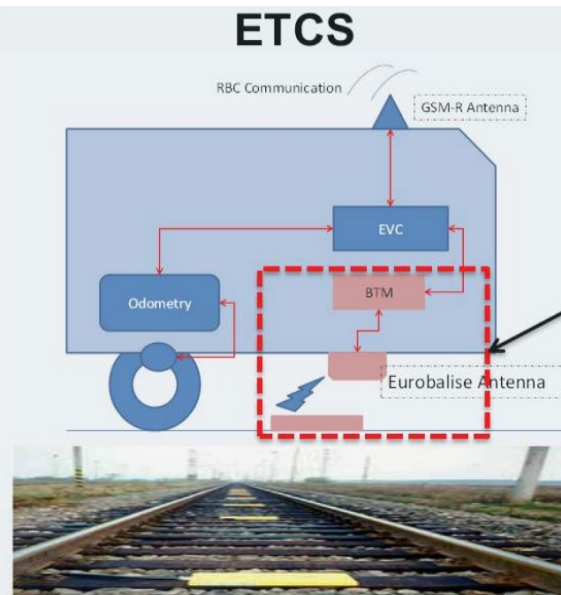 ETCS
RBC Communication
GSM-R Antenna
EVC
Odometry
BTM
Eurobalise Antenna